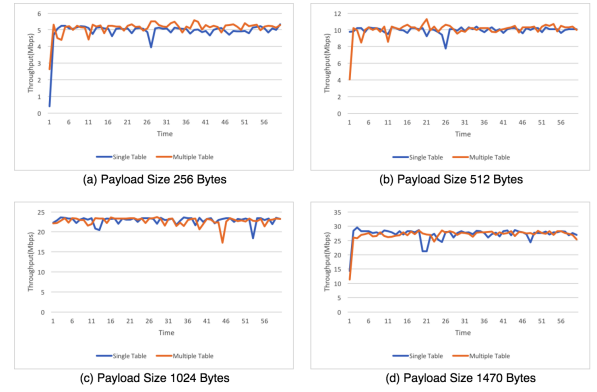 6
5
4
3
2
1
0
Throughput(Mbps)
1 6 11 16 21 26 31 36 41 46 51 56
Time
Single Table Multiple Table
(a) Payload Size 256 Bytes
12
10
8
6
4
2
0
Throughput(Mbps)
1 6 11 16 21 26 31 36 41 46 51 56
Time
Single Table Multiple Table
(b) Payload Size 512 Bytes
25
20
15
10
5
0
Throughput(Mbps)
1 6 11 16 21 26 31 36 41 46 51 56
Time
Single Table Multiple Table
(c) Payload Size 1024 Bytes
35
30
25
20
15
10
5
0
Throughput(Mbps)
1 6 11 16 21 26 31 36 41 46 51 56
Time
Single Table Multiple Table
(d) Payload Size 1470 Bytes